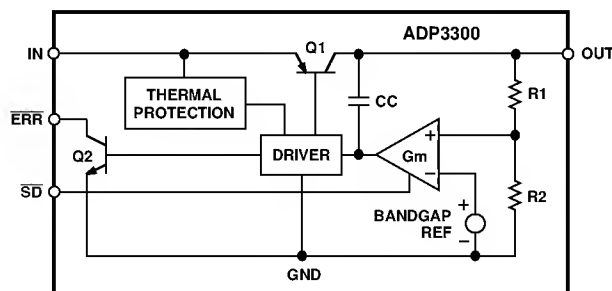 ADP3300
IN
Q1
OUT
THERMAL
PROTECTION
CC
R1
ERR
Q2
DRIVER
Gm
+
−
SD
R2
BANDGAP
REF
+
−
GND